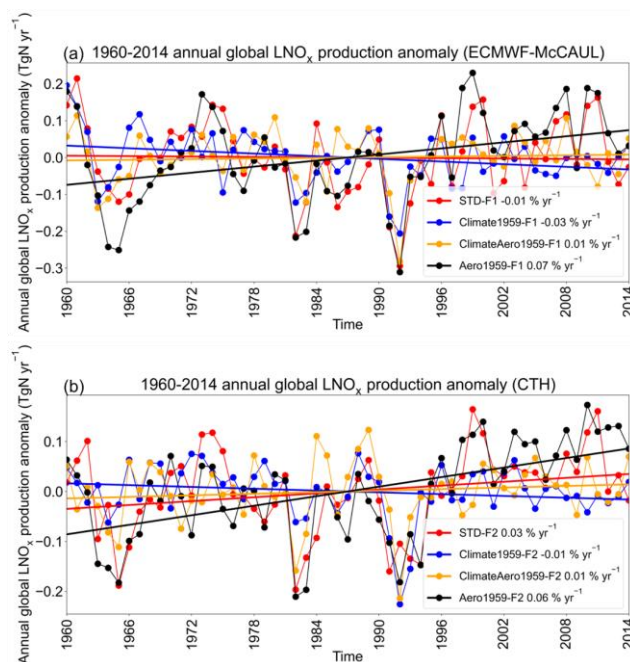 (a) 1960-2014 annual global LNOₓ production anomaly (ECMWF-McCAUL)
Annual global LNOₓ production anomaly (TgN yr⁻¹)
0.2
0.1
0.0
−0.1
−0.2
−0.3
STD-F1 -0.01 % yr⁻¹
Climate1959-F1 -0.03 % yr⁻¹
ClimateAero1959-F1 0.01 % yr⁻¹
Aero1959-F1 0.07 % yr⁻¹
1960 1966 1972 1978 1984 1990 1996 2002 2008 2014
Time
(b) 1960-2014 annual global LNOₓ production anomaly (CTH)
Annual global LNOₓ production anomaly (TgN yr⁻¹)
0.1
0.0
−0.1
−0.2
STD-F2 0.03 % yr⁻¹
Climate1959-F2 -0.01 % yr⁻¹
ClimateAero1959-F2 0.01 % yr⁻¹
Aero1959-F2 0.06 % yr⁻¹
1960 1966 1972 1978 1984 1990 1996 2002 2008 2014
Time